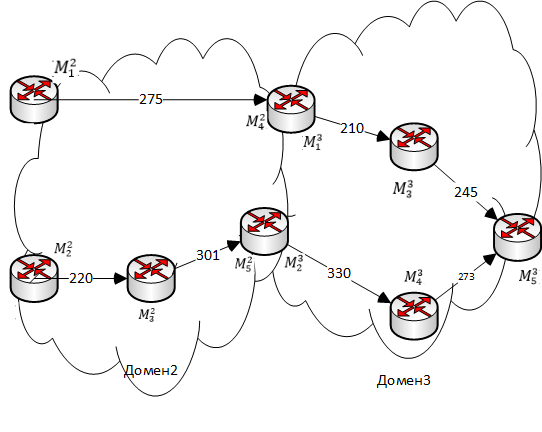 M₁²
275
M₄²
M₁³
210
M₃³
245
M₂²
220
M₃²
301
M₅²
M₂³
330
M₄³
273
M₅³
Домен2
Домен3